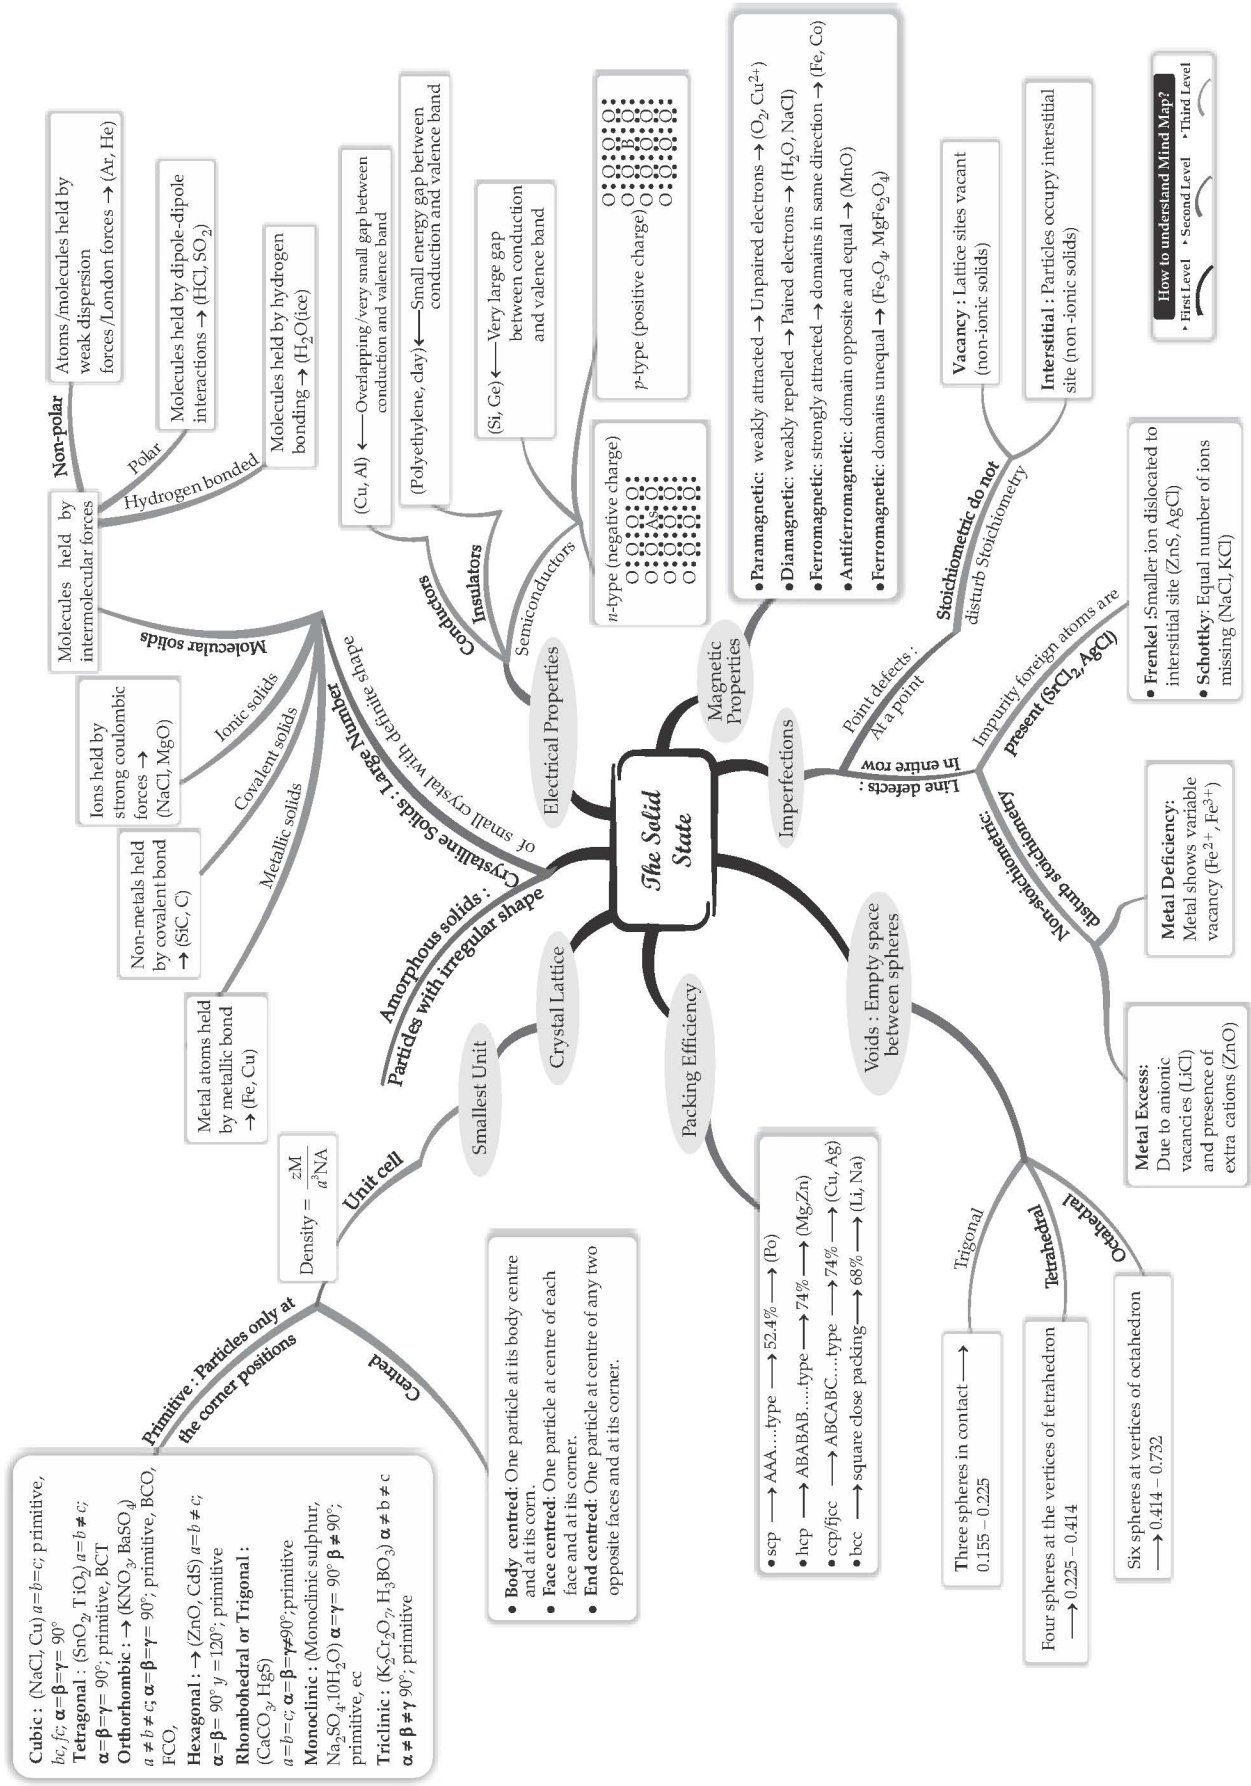 The Solid
State
Crystalline Solids : Large Number
of small crystal with definite shape
Amorphous solids :
Particles with irregular shape
Molecular solids
Ionic solids
Covalent solids
Metallic solids
Molecules held by
intermolecular forces
Non-polar
Polar
Hydrogen bonded
Atoms/molecules held by
weak dispersion
forces/London forces → (Ar, He)
Molecules held by dipole-dipole
interactions → (HCl, SO₂)
Molecules held by hydrogen
bonding → (H₂O(ice)
Ions held by
strong coulombic
forces →
(NaCl, MgO)
Non-metals held
by covalent bond
→ (SiC, C)
Metal atoms held
by metallic bond
→ (Fe, Cu)
Electrical Properties
Conductors
Insulators
Semiconductors
(Cu, Al) ← Overlapping/very small gap between
conduction and valence band
(Polyethylene, clay) ← Small energy gap between
conduction and valence band
(Si, Ge) ← Very large gap
between conduction
and valence band
n-type (negative charge)
O:O:O:O
O:O:As:O
O:O:O:O
O:O:O:O
p-type (positive charge)
O:O:O:O:O
O:O:B:O
O:O:O:O:O
O:O:O:O:O
Magnetic
Properties
• Paramagnetic: weakly attracted → Unpaired electrons → (O₂, Cu²⁺)
• Diamagnetic: weakly repelled → Paired electrons → (H₂O, NaCl)
• Ferromagnetic: strongly attracted → domains in same direction → (Fe, Co)
• Antiferromagnetic: domain opposite and equal → (MnO)
• Ferromagnetic: domains unequal → (Fe₃O₄, MgFe₂O₄)
Imperfections
Point defects :
At a point
Line defects :
In entire row
Stoichiometric do not
disturb Stoichiometry
Vacancy : Lattice sites vacant
(non-ionic solids)
Interstitial : Particles occupy interstitial
site (non -ionic solids)
Impurity foreign atoms are
present (SrCl₂, AgCl)
• Frenkel :Smaller ion dislocated to
interstitial site (ZnS, AgCl)
• Schottky: Equal number of ions
missing (NaCl, KCl)
Non-stoichiometric:
disturb stoichiometry
Metal Deficiency:
Metal shows variable
vacancy (Fe²⁺, Fe³⁺)
Metal Excess:
Due to anionic
vacancies (LiCl)
and presence of
extra cations (ZnO)
Voids : Empty space
between spheres
Trigonal
Tetrahedral
Octahedral
Three spheres in contact →
0.155 – 0.225
Four spheres at the vertices of tetrahedron
→ 0.225 – 0.414
Six spheres at vertices of octahedron
→ 0.414 – 0.732
Packing Efficiency
• scp → AAA....type → 52.4% → (Po)
• hcp → ABABAB.....type → 74% → (Mg,Zn)
• ccp/fjcc → ABCABC....type → 74% → (Cu, Ag)
• bcc → square close packing → 68% → (Li, Na)
Crystal Lattice
Smallest Unit
Unit cell
Density = zM / a³NA
Primitive : Particles only at
the corner positions
Centred
• Body centred: One particle at its body centre
and at its corn.
• Face centred: One particle at centre of each
face and at its corner.
• End centred: One particle at centre of any two
opposite faces and at its corner.
Cubic : (NaCl, Cu) a=b=c; primitive,
bc, fc; α=β=γ= 90°
Tetragonal : (SnO₂, TiO₂) a=b ≠ c;
α=β=γ= 90°; primitive, BCT
Orthorhombic : → (KNO₃, BaSO₄)
a ≠ b ≠ c; α=β=γ= 90°; primitive, BCO,
FCO,
Hexagonal : → (ZnO, CdS) a=b ≠ c;
α=β= 90° y =120°; primitive
Rhombohedral or Trigonal :
(CaCO₃, HgS)
a=b=c; α=β=γ≠90°;primitive
Monoclinic : (Monoclinic sulphur,
Na₂SO₄.10H₂O) α=γ= 90° β ≠ 90°;
primitive, ec
Triclinic : (K₂Cr₂O₇, H₃BO₃) α ≠ b ≠ c
α ≠ β ≠ γ 90°; primitive
How to understand Mind Map?
▸ First Level ▸ Second Level ▸ Third Level